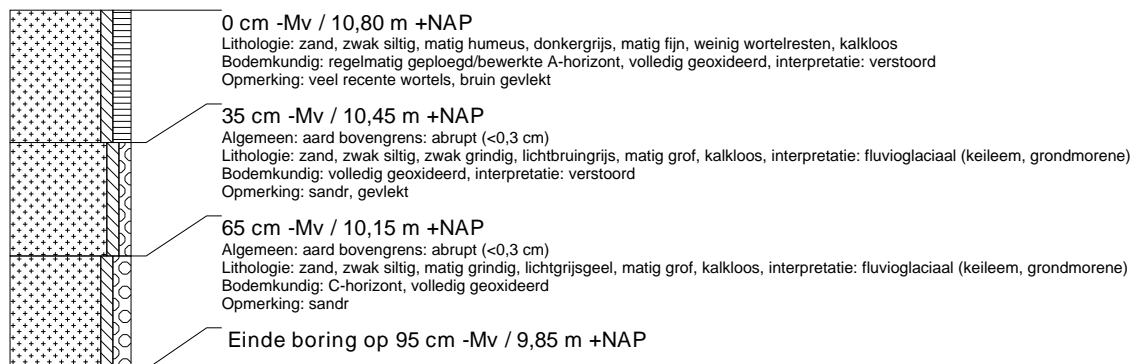 0 cm -Mv / 10,80 m +NAP
Lithologie: zand, zwak siltig, matig humeus, donkergrijs, matig fijn, weinig wortelresten, kalkloos
Bodemkundig: regelmatig geploegd/bewerkte A-horizont, volledig geoxideerd, interpretatie: verstoord
Opmerking: veel recente wortels, bruin gevlekt
35 cm -Mv / 10,45 m +NAP
Algemeen: aard bovengrens: abrupt (<0,3 cm)
Lithologie: zand, zwak siltig, zwak grindig, lichtbruingrijs, matig grof, kalkloos, interpretatie: fluvioglaciaal (keileem, grondmorene)
Bodemkundig: volledig geoxideerd, interpretatie: verstoord
Opmerking: sandr, gevlekt
65 cm -Mv / 10,15 m +NAP
Algemeen: aard bovengrens: abrupt (<0,3 cm)
Lithologie: zand, zwak siltig, matig grindig, lichtgrijsgeel, matig grof, kalkloos, interpretatie: fluvioglaciaal (keileem, grondmorene)
Bodemkundig: C-horizont, volledig geoxideerd
Opmerking: sandr
Einde boring op 95 cm -Mv / 9,85 m +NAP